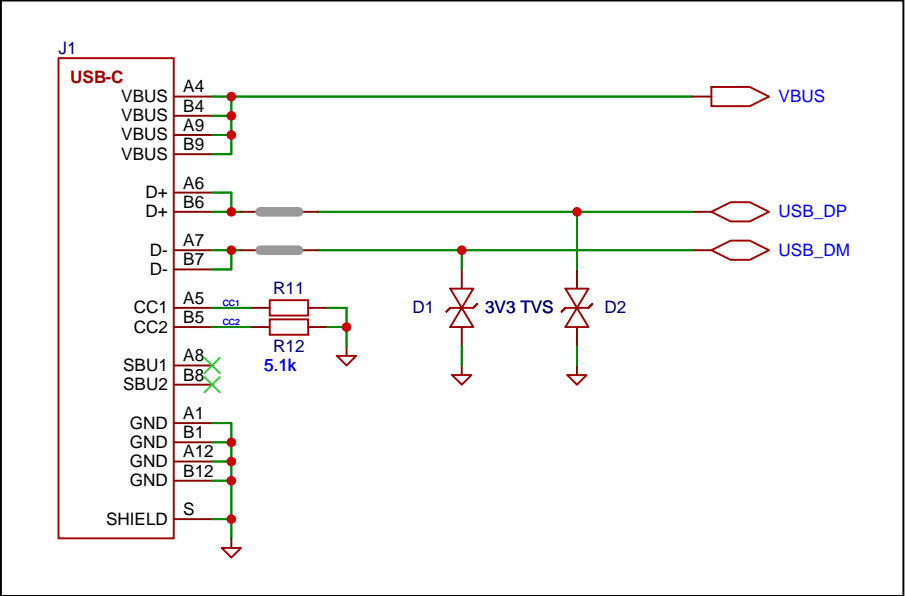 J1
USB-C
VBUS A4
VBUS B4
VBUS A9
VBUS B9
VBUS
D+ A6
D+ B6
USB_DP
D- A7
D- B7
USB_DM
CC1 A5 CC1
CC2 B5 CC2
R11
R12
5.1k
D1 3V3 TVS D2
SBU1 A8
SBU2 B8
GND A1
GND B1
GND A12
GND B12
SHIELD S